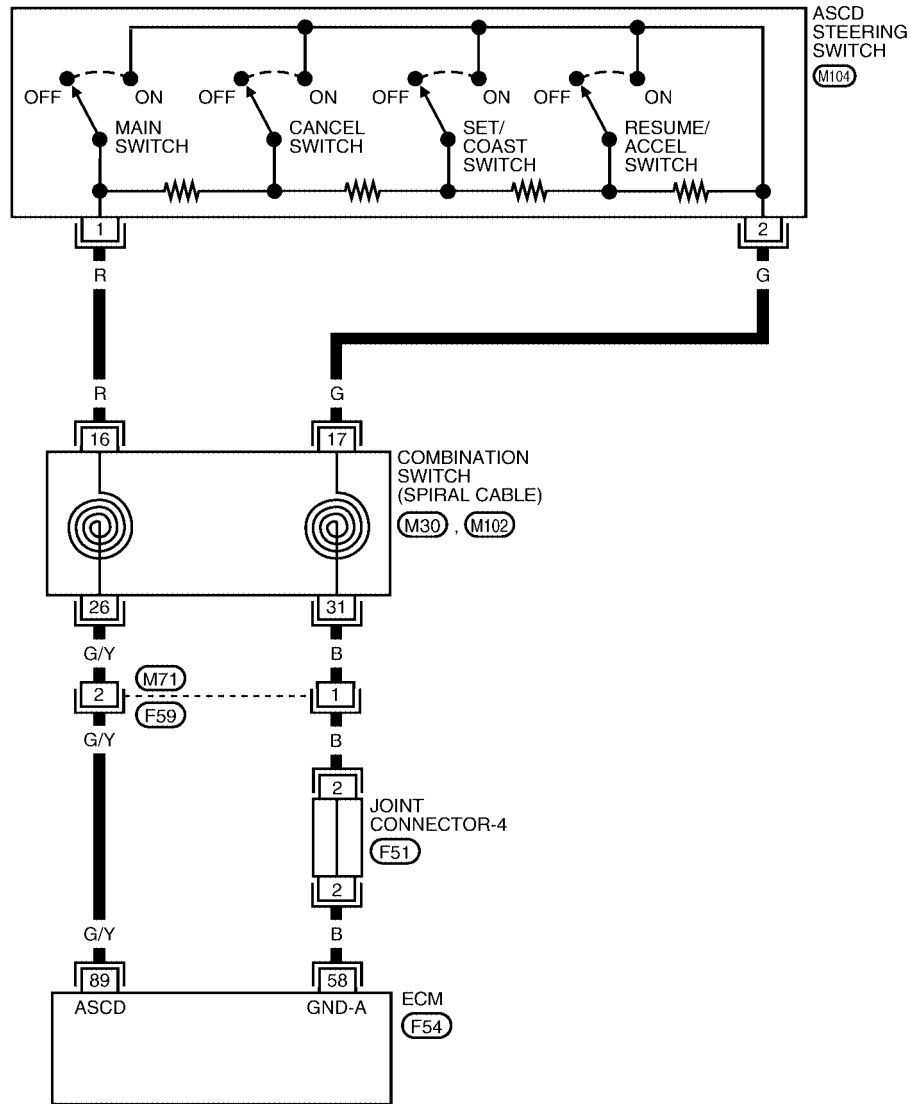 ASCD
STEERING
SWITCH
M104
OFF ON OFF ON OFF ON OFF ON
MAIN
SWITCH
CANCEL
SWITCH
SET/
COAST
SWITCH
RESUME/
ACCEL
SWITCH
1 2
R G
R G
16 17
COMBINATION
SWITCH
(SPIRAL CABLE)
M30 , M102
26 31
G/Y B
2 M71 1
F59
G/Y B
2
JOINT
CONNECTOR-4
F51
2
G/Y B
89 58
ASCD GND-A
ECM
F54